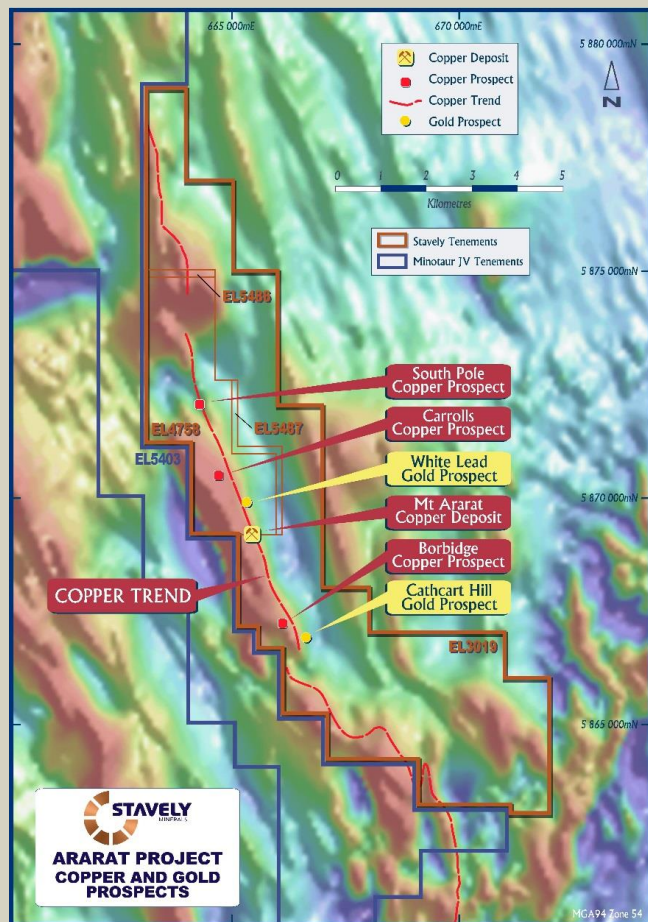 665 000mE
670 000mE
5 880 000mN
Copper Deposit
Copper Prospect
Copper Trend
Gold Prospect
N
0 1 2 3 4 5
Kilometres
Stavely Tenements
Minotaur JV Tenements
5 875 000mN
EL5486
South Pole
Copper Prospect
Carrolls
Copper Prospect
EL4758
EL5487
EL5403
White Lead
Gold Prospect
5 870 000mN
Mt Ararat
Copper Deposit
Borbidge
Copper Prospect
COPPER TREND
Cathcart Hill
Gold Prospect
EL3019
5 865 000mN
STAVELY
MINERALS
ARARAT PROJECT
COPPER AND GOLD
PROSPECTS
MGA94 Zone 54